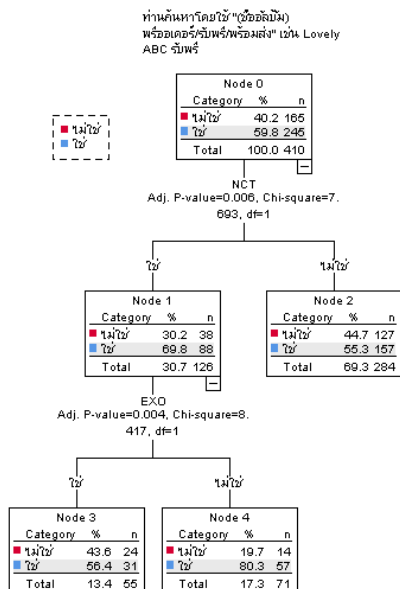 ท่านค้นหาโดยใช้ "(ชื่ออัลบั้ม)
พรีออเดอร์/รับพรี/พร้อมส่ง" เช่น Lovely
ABC รับพรี
ไม่ใช่
ใช่
Node 0
Category % n
ไม่ใช่ 40.2 165
ใช่ 59.8 245
Total 100.0 410
NCT
Adj. P-value=0.006, Chi-square=7.
693, df=1
ใช่ ไม่ใช่
Node 1
Category % n
ไม่ใช่ 30.2 38
ใช่ 69.8 88
Total 30.7 126
Node 2
Category % n
ไม่ใช่ 44.7 127
ใช่ 55.3 157
Total 69.3 284
EXO
Adj. P-value=0.004, Chi-square=8.
417, df=1
ใช่ ไม่ใช่
Node 3
Category % n
ไม่ใช่ 43.6 24
ใช่ 56.4 31
Total 13.4 55
Node 4
Category % n
ไม่ใช่ 19.7 14
ใช่ 80.3 57
Total 17.3 71